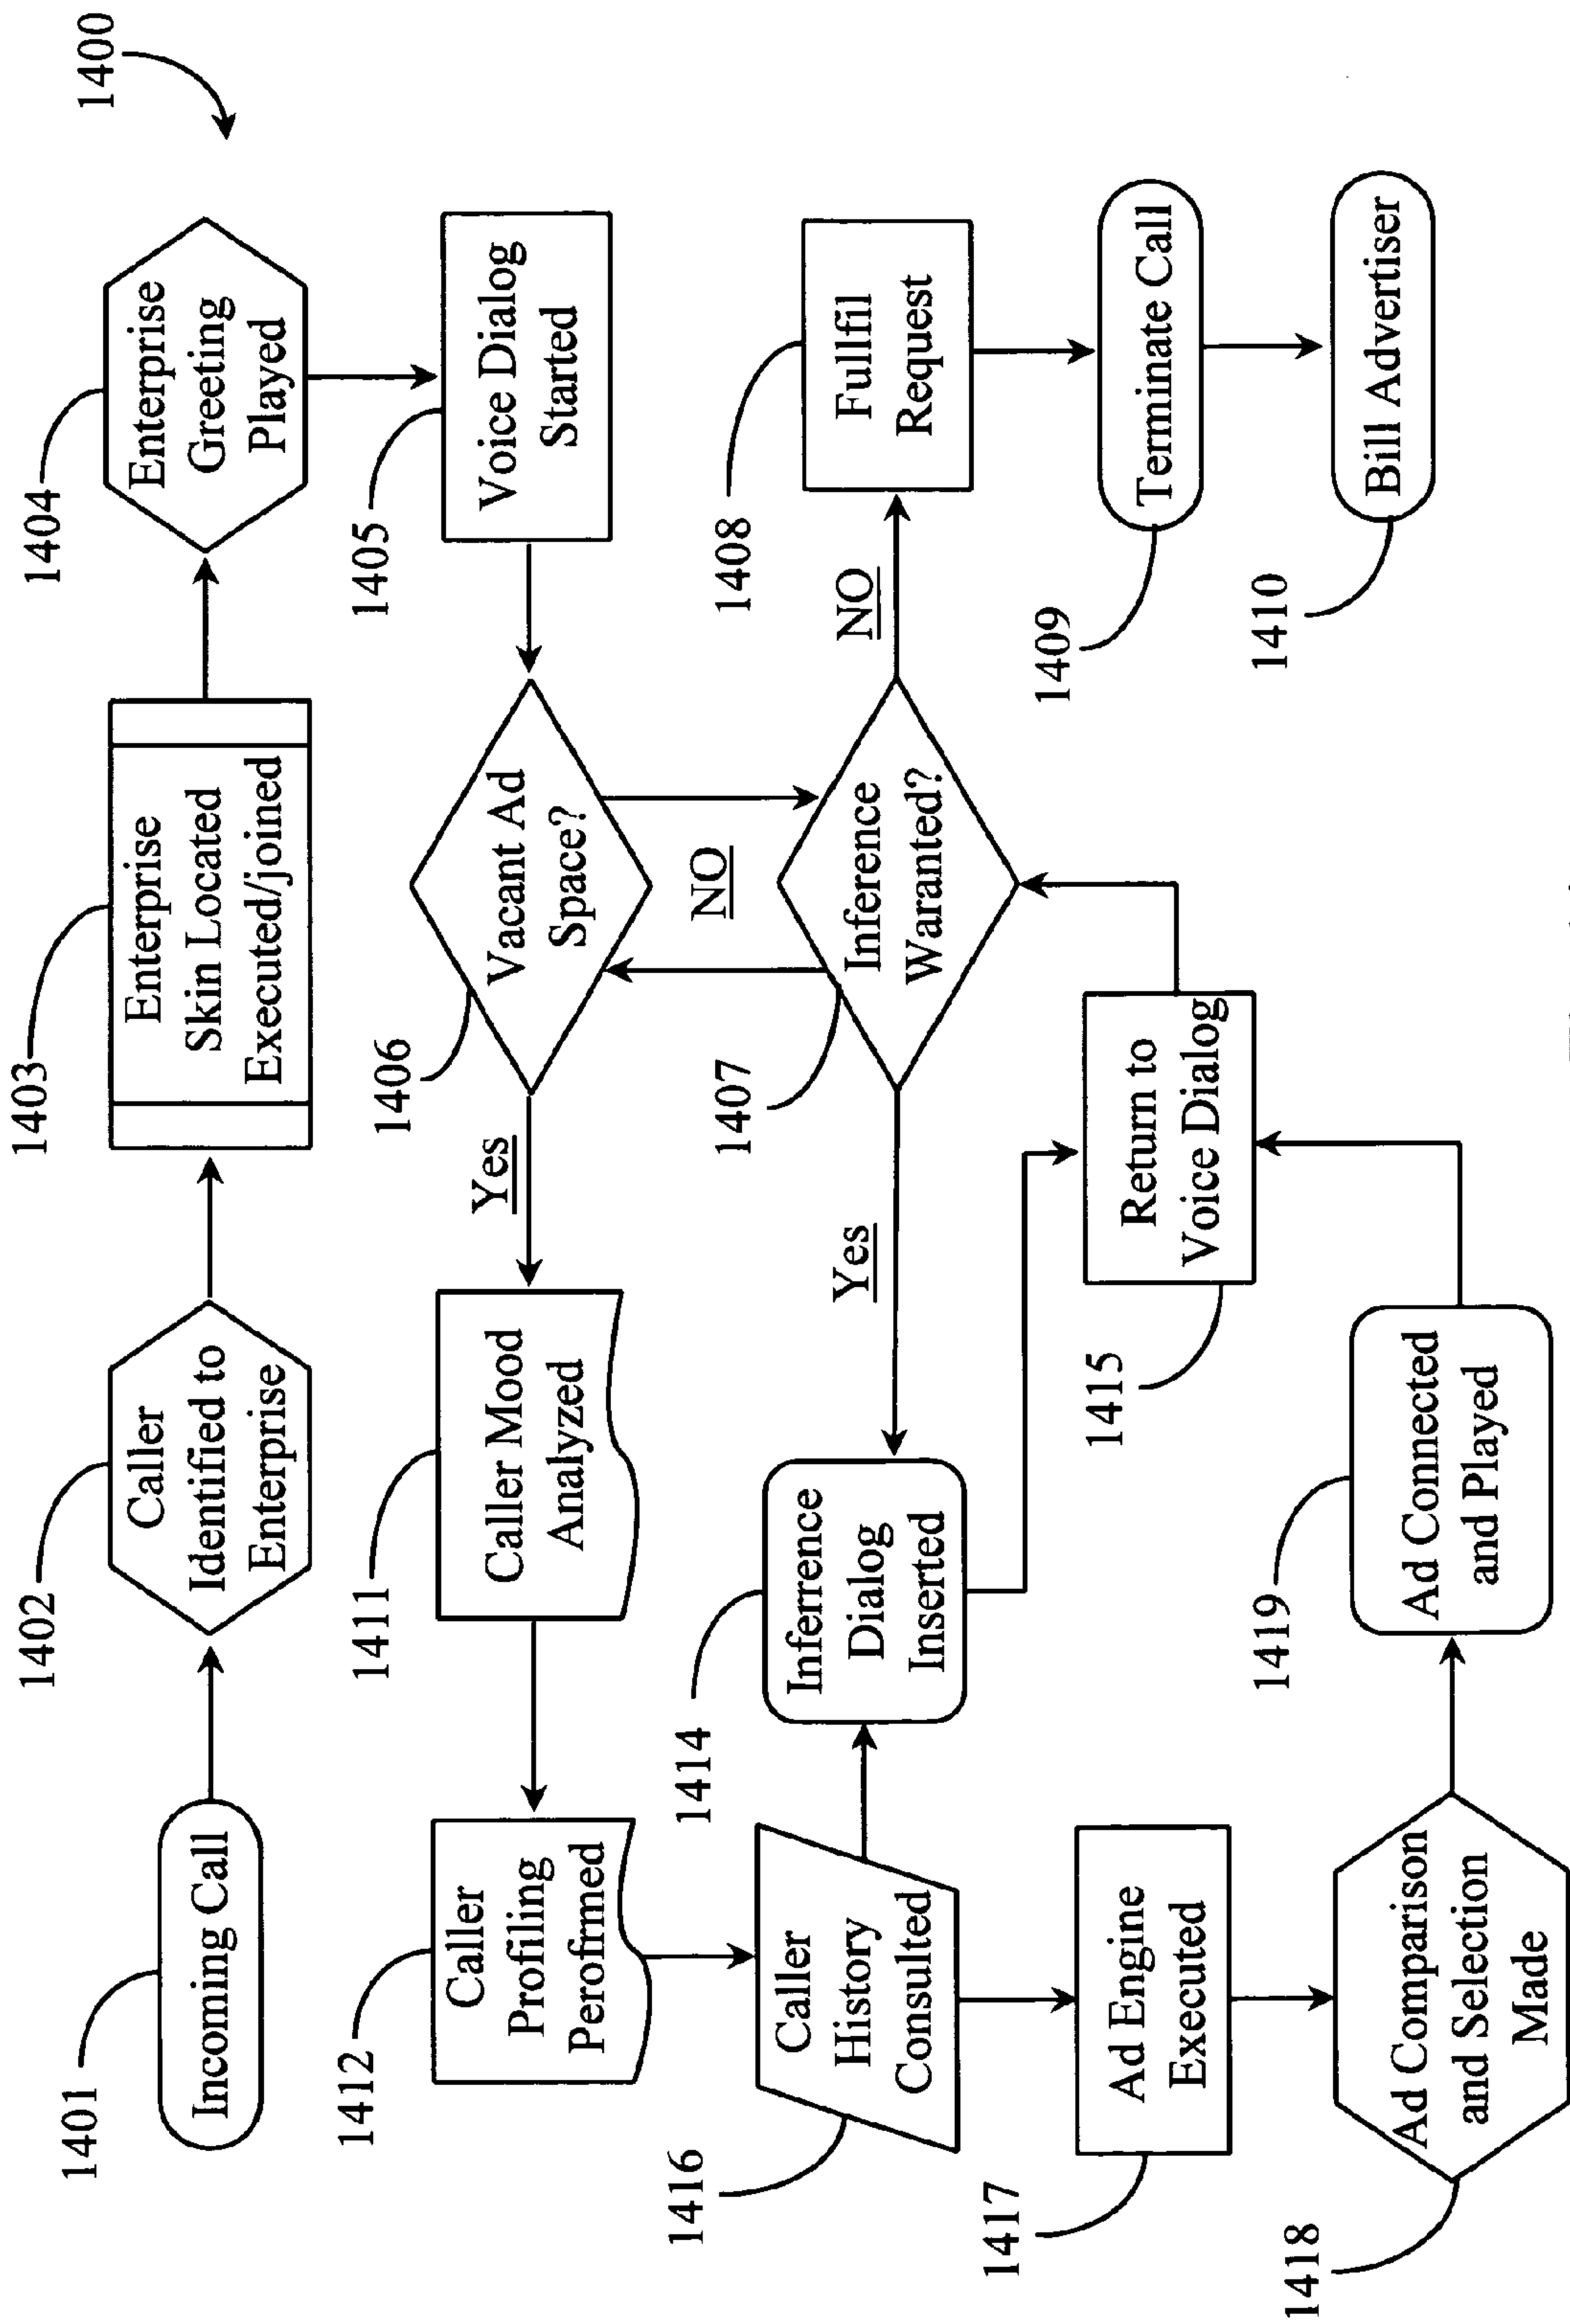 1400
1401
Incoming Call
1402
Caller
Identified to
Enterprise
1403
Enterprise
Skin Located
Executed/joined
1404
Enterprise
Greeting
Played
1405
Voice Dialog
Started
1406
Vacant Ad
Space?
Yes
NO
1411
Caller Mood
Analyzed
1412
Caller
Profiling
Perofrmed
1407
Inference
Waranted?
Yes
NO
1408
Fullfil
Request
1409
Terminate Call
1410
Bill Advertiser
1414
Inferrence
Dialog
Inserted
1416
Caller
History
Consulted
1415
Return to
Voice Dialog
1417
Ad Engine
Executed
1418
Ad Comparison
and Selection
Made
1419
Ad Connected
and Played